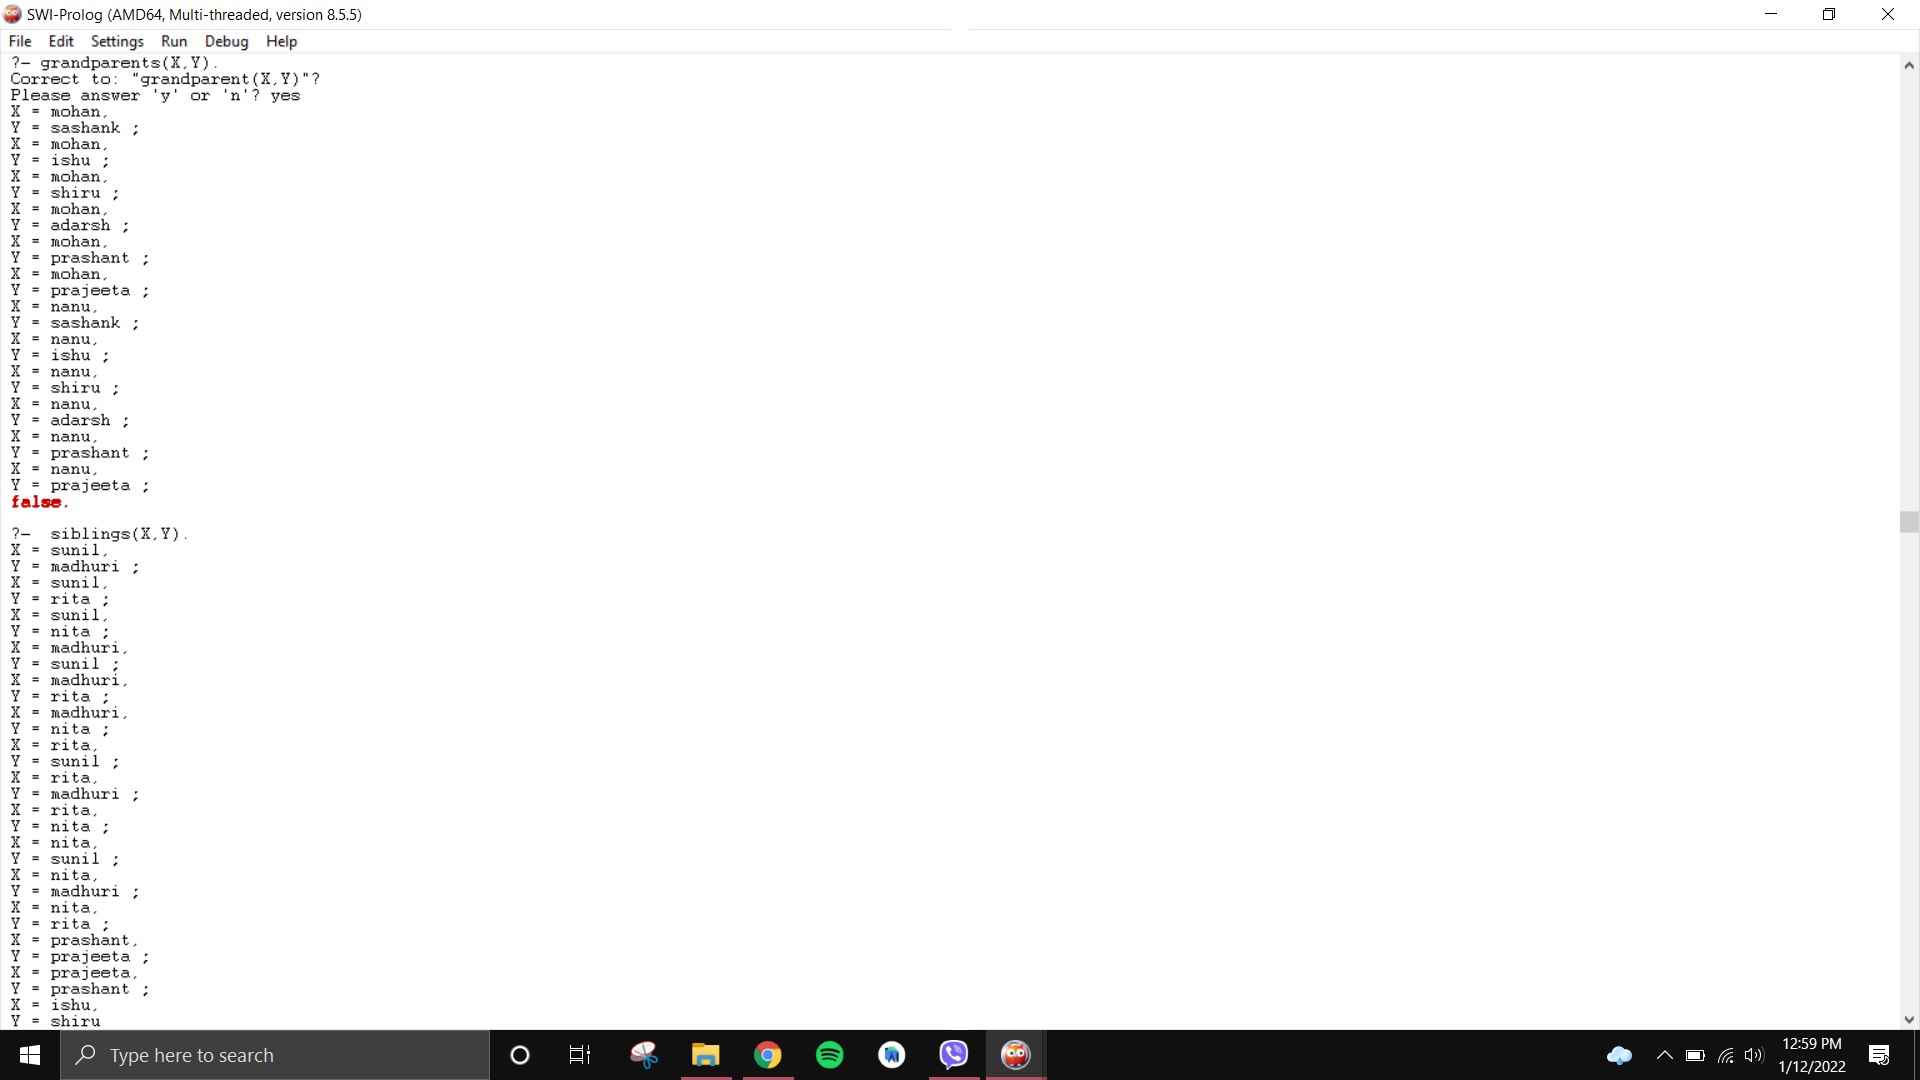 SWI-Prolog (AMD64, Multi-threaded, version 8.5.5)
File Edit Settings Run Debug Help
?- grandparents(X,Y).
Correct to: "grandparent(X,Y)"?
Please answer 'y' or 'n'? yes
X = mohan,
Y = sashank ;
X = mohan,
Y = ishu ;
X = mohan,
Y = shiru ;
X = mohan,
Y = adarsh ;
X = mohan,
Y = prashant ;
X = mohan,
Y = prajeeta ;
X = nanu,
Y = sashank ;
X = nanu,
Y = ishu ;
X = nanu,
Y = shiru ;
X = nanu,
Y = adarsh ;
X = nanu,
Y = prashant ;
X = nanu,
Y = prajeeta ;
false.
?-  siblings(X,Y).
X = sunil,
Y = madhuri ;
X = sunil,
Y = rita ;
X = sunil,
Y = nita ;
X = madhuri,
Y = sunil ;
X = madhuri,
Y = rita ;
X = madhuri,
Y = nita ;
X = rita,
Y = sunil ;
X = rita,
Y = madhuri ;
X = rita,
Y = nita ;
X = nita,
Y = sunil ;
X = nita,
Y = madhuri ;
X = nita,
Y = rita ;
X = prashant,
Y = prajeeta ;
X = prajeeta,
Y = prashant ;
X = ishu,
Y = shiru
Type here to search
12:59 PM
1/12/2022